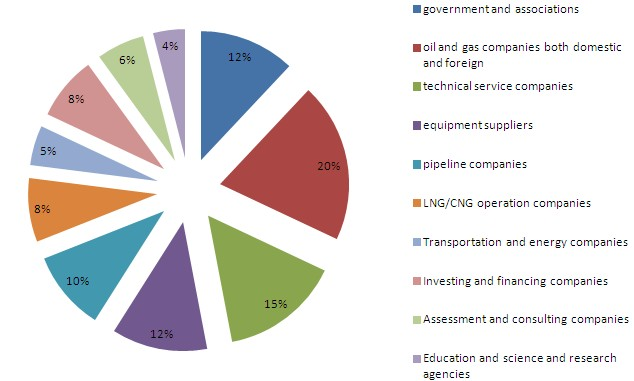 12%
20%
15%
12%
10%
8%
5%
8%
6%
4%
government and associations
oil and gas companies both domestic
and foreign
technical service companies
equipment suppliers
pipeline companies
LNG/CNG operation companies
Transportation and energy companies
Investing and financing companies
Assessment and consulting companies
Education and science and research
agencies